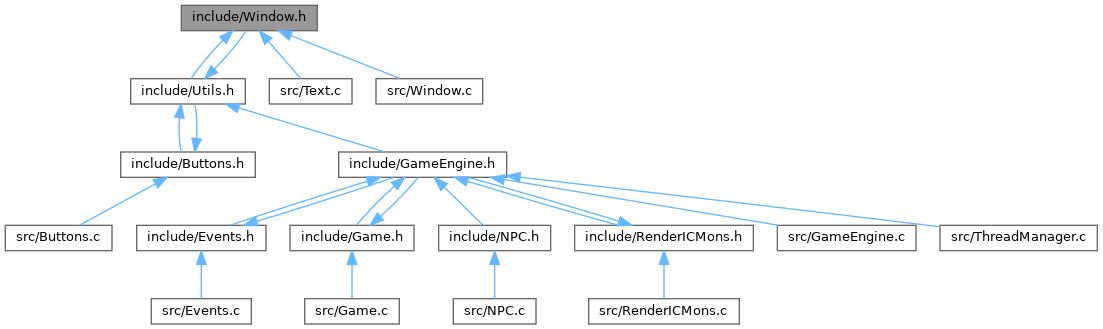 include/Window.h
include/Utils.h
src/Text.c
src/Window.c
include/Buttons.h
include/GameEngine.h
src/Buttons.c
include/Events.h
include/Game.h
include/NPC.h
include/RenderICMons.h
src/GameEngine.c
src/ThreadManager.c
src/Events.c
src/Game.c
src/NPC.c
src/RenderICMons.c